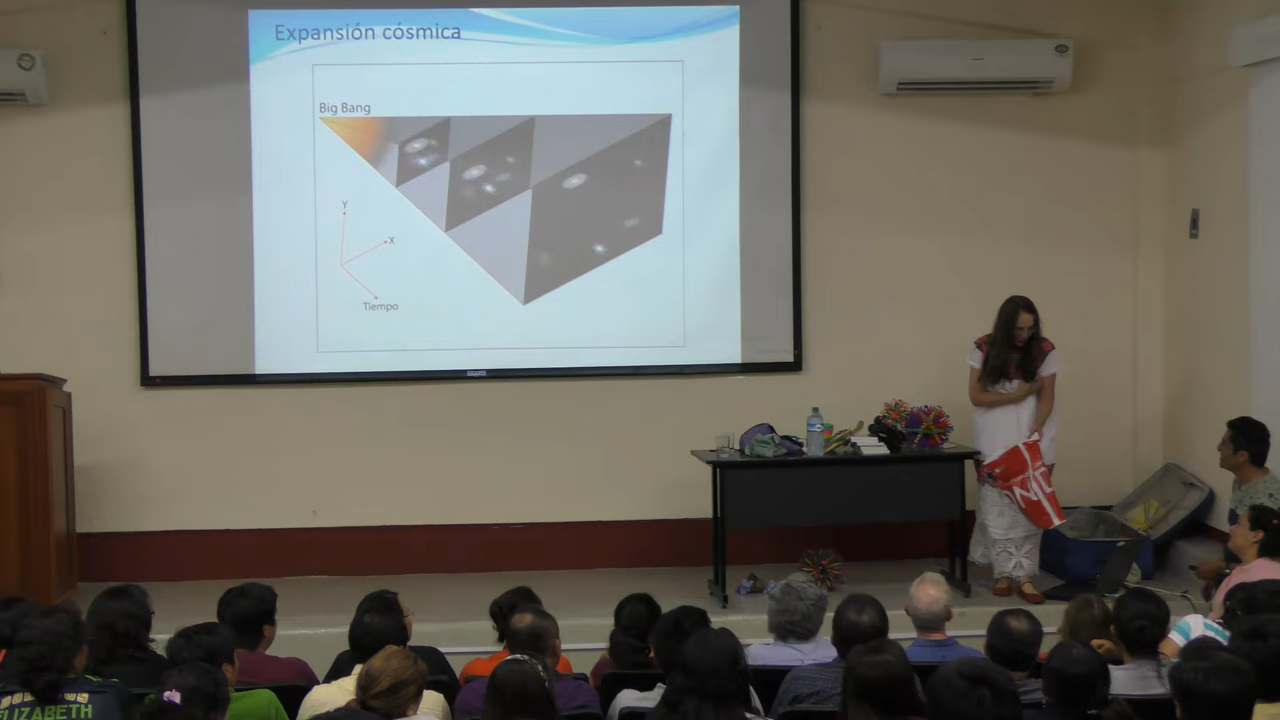 Expansión cósmica
Big Bang
Y
X
Tiempo
ELIZABETH